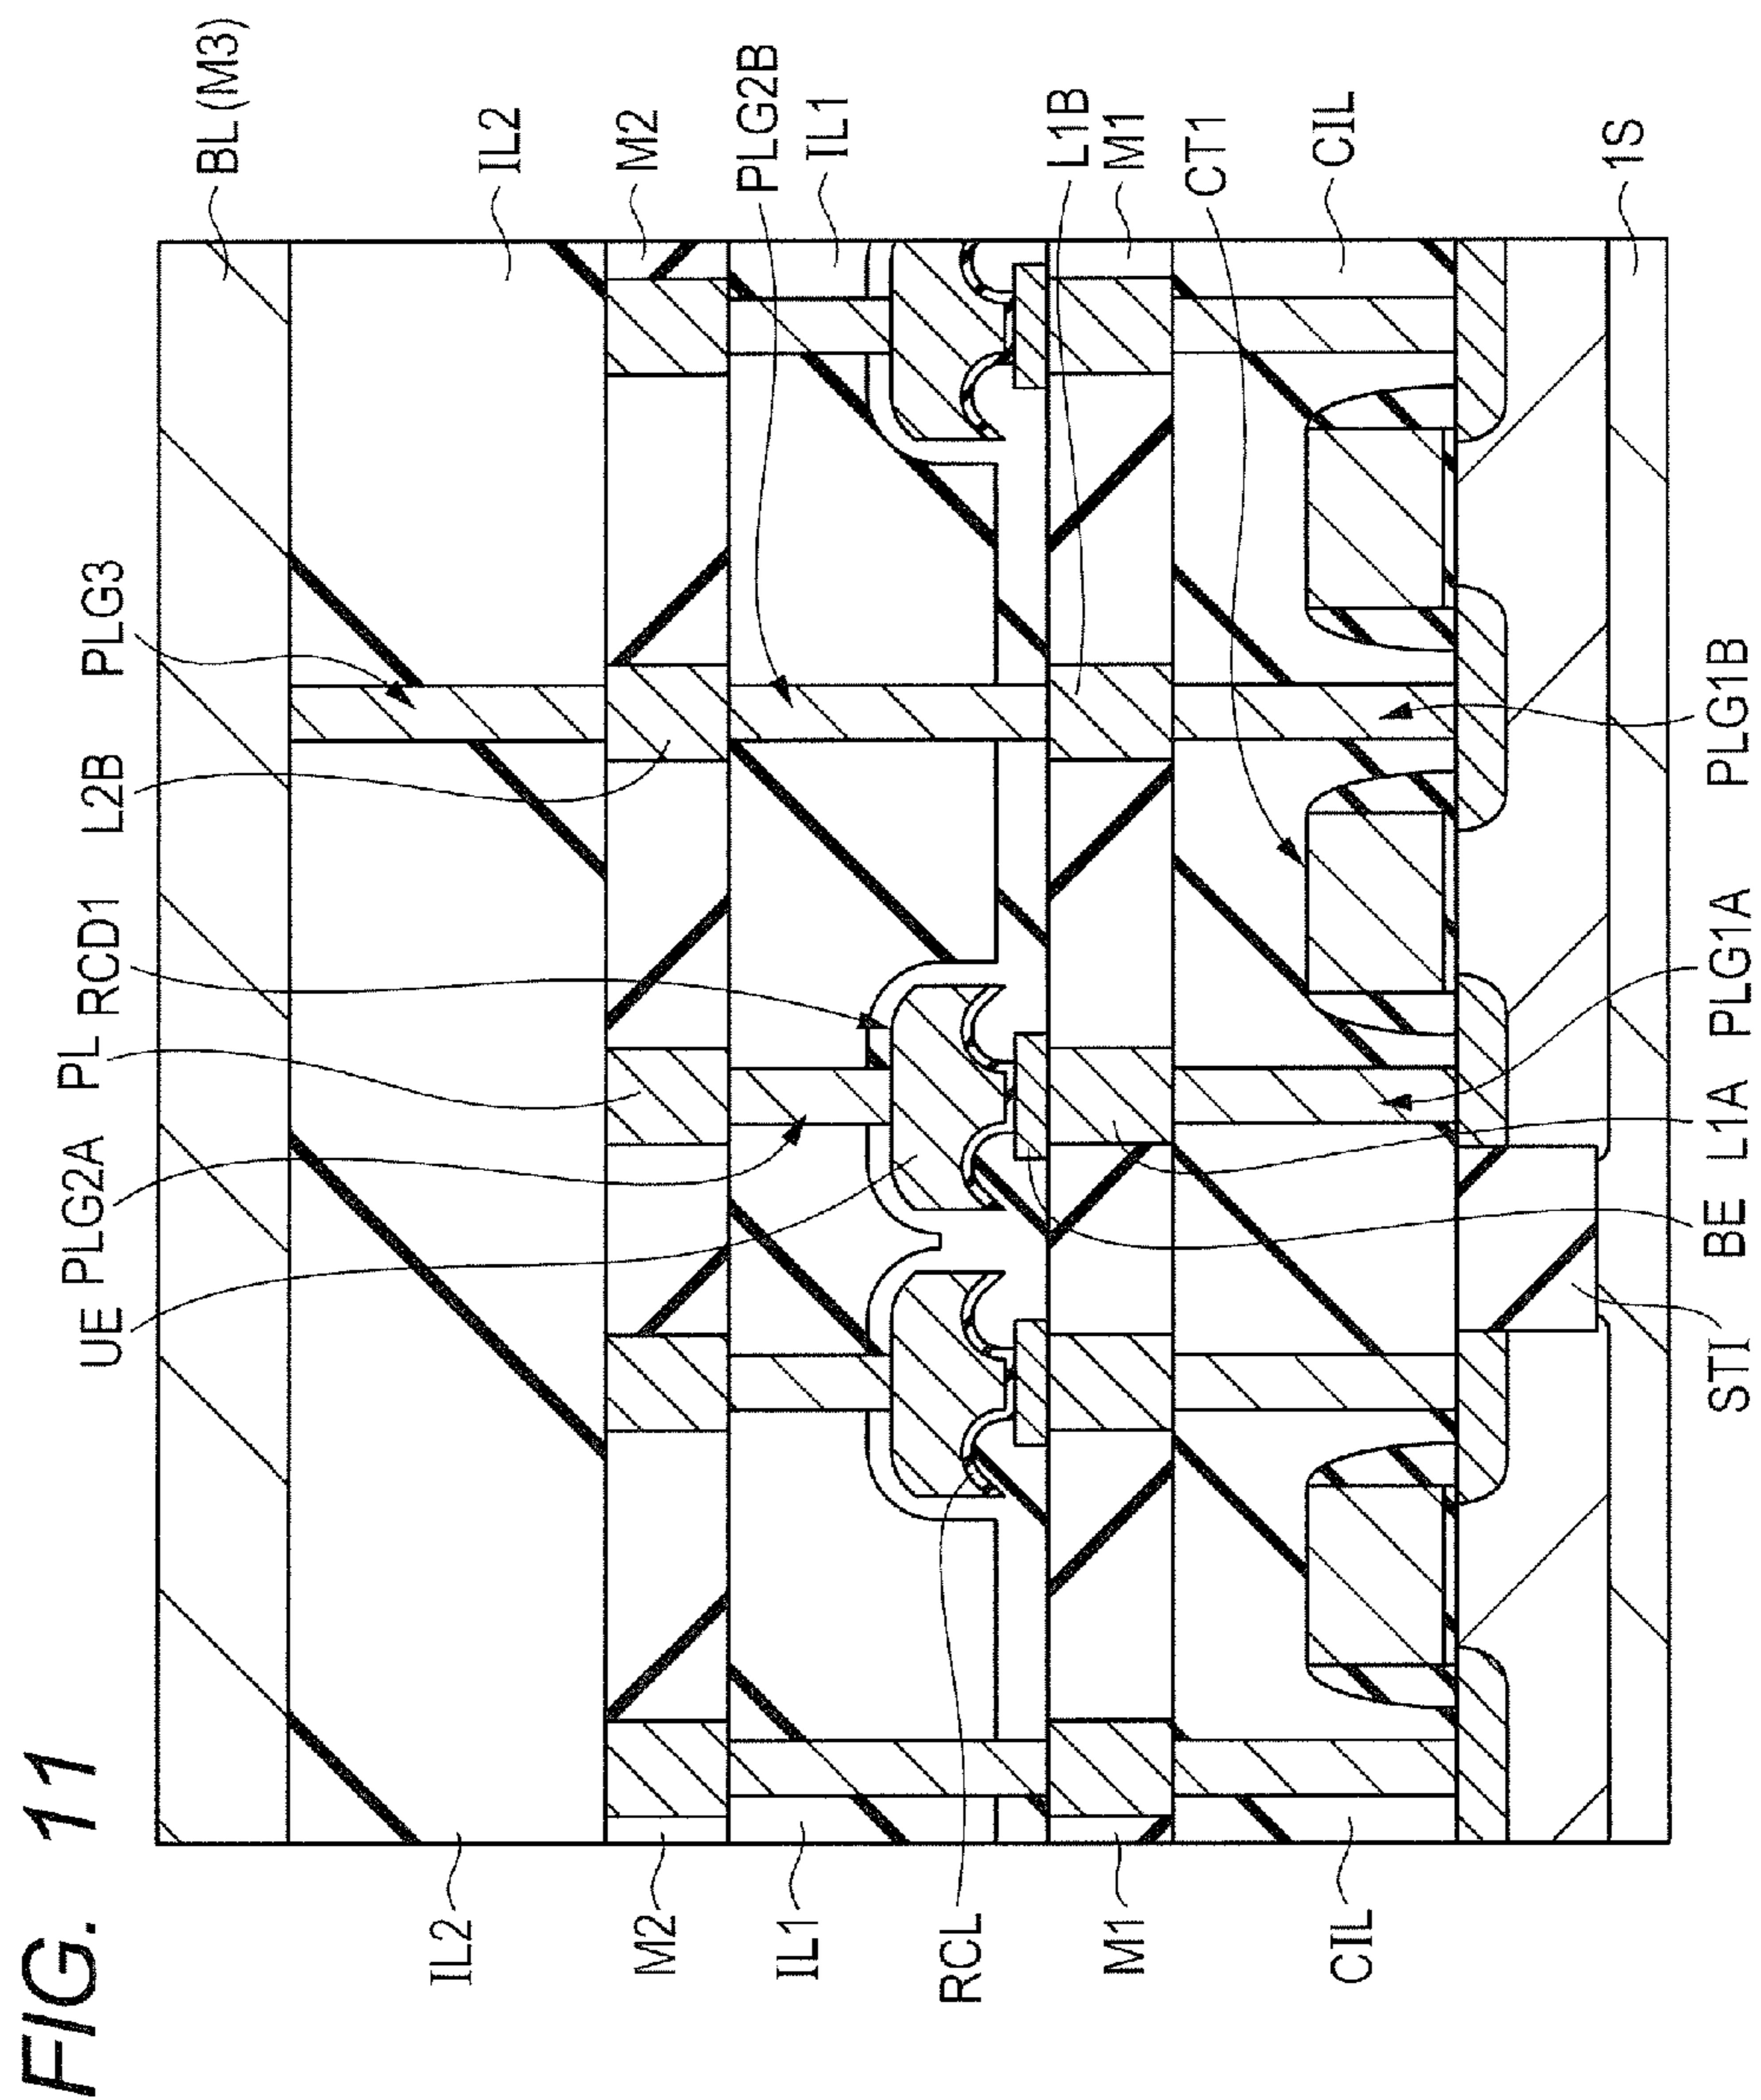 FIG. 11
IL2
M2
IL1
RCL
M1
CIL
UE
PLG2A
PL
RCD1
L2B
PLG3
STI
BE
L1A
PLG1A
PLG1B
BL(M3)
IL2
M2
PLG2B
IL1
L1B
M1
CT1
CIL
1S